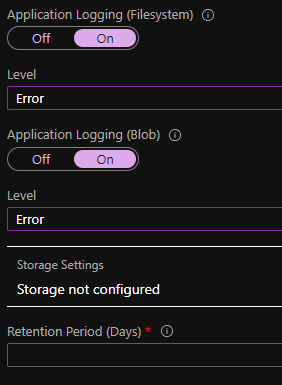 Application Logging (Filesystem)
Off On
Level
Error
Application Logging (Blob)
Off On
Level
Error
Storage Settings
Storage not configured
Retention Period (Days) *